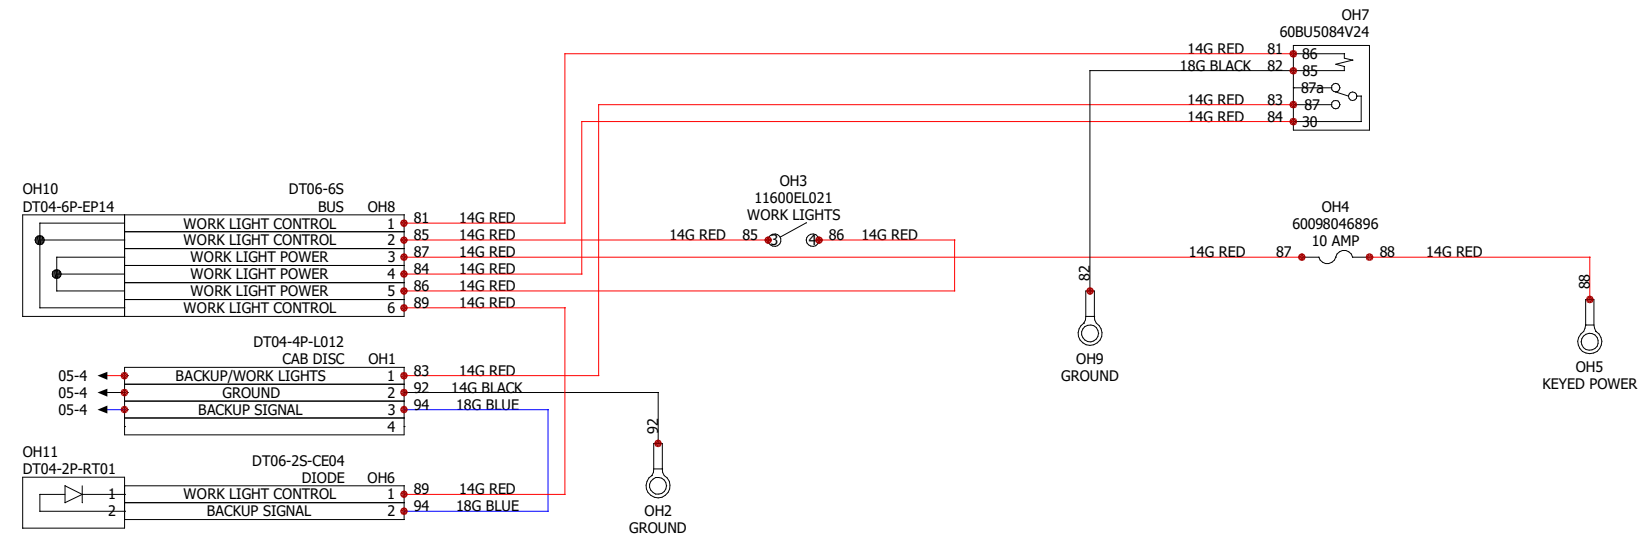 OH7
60BU5084V24
14G RED 81 86
18G BLACK 82 85
87a
14G RED 83 87
14G RED 84 30
OH10
DT04-6P-EP14
DT06-6S
BUS OH8
WORK LIGHT CONTROL 1 81 14G RED
WORK LIGHT CONTROL 2 85 14G RED
WORK LIGHT POWER 3 87 14G RED
WORK LIGHT POWER 4 84 14G RED
WORK LIGHT POWER 5 86 14G RED
WORK LIGHT CONTROL 6 89 14G RED
OH3
11600EL021
WORK LIGHTS
14G RED 85 3 4 86 14G RED
OH4
60098046896
10 AMP
14G RED 87 88 14G RED
82
OH9
GROUND
88
OH5
KEYED POWER
DT04-4P-L012
CAB DISC OH1
05-4 BACKUP/WORK LIGHTS 1 83 14G RED
05-4 GROUND 2 92 14G BLACK
05-4 BACKUP SIGNAL 3 94 18G BLUE
4
92
OH2
GROUND
OH11
DT04-2P-RT01
DT06-2S-CE04
DIODE OH6
1 WORK LIGHT CONTROL 1 89 14G RED
2 BACKUP SIGNAL 2 94 18G BLUE